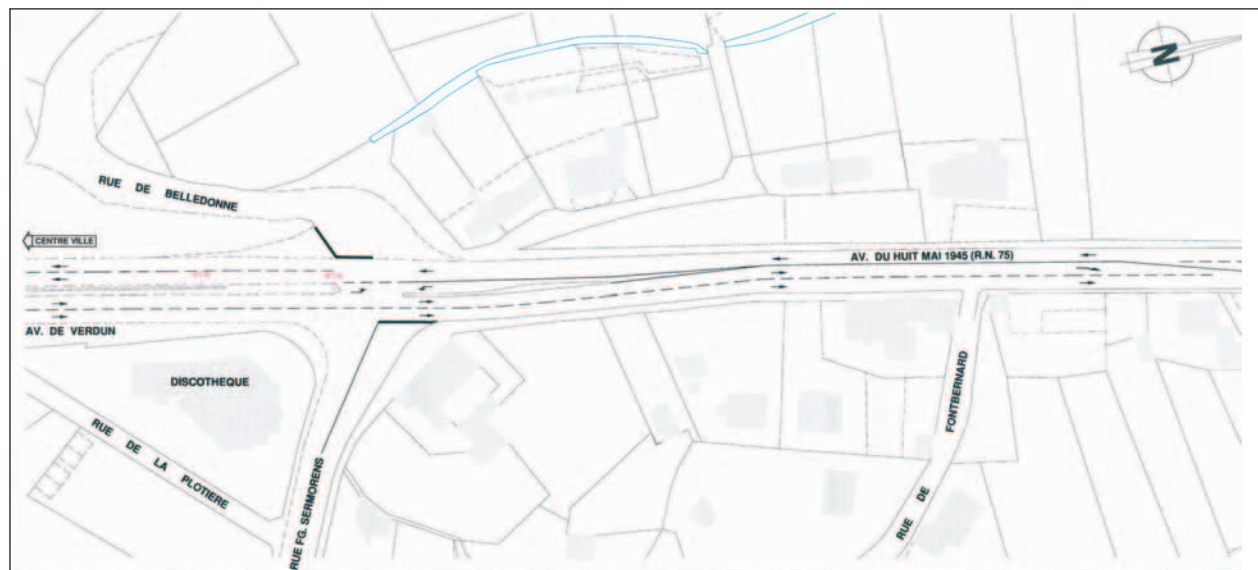 N
RUE DE BELLEDONNE
CENTRE VILLE
AV. DU HUIT MAI 1945 (R.N. 75)
AV. DE VERDUN
DISCOTHEQUE
RUE DE LA PLOTIERE
RUE FG. SERMORENS
RUE DE FONTBERNARD